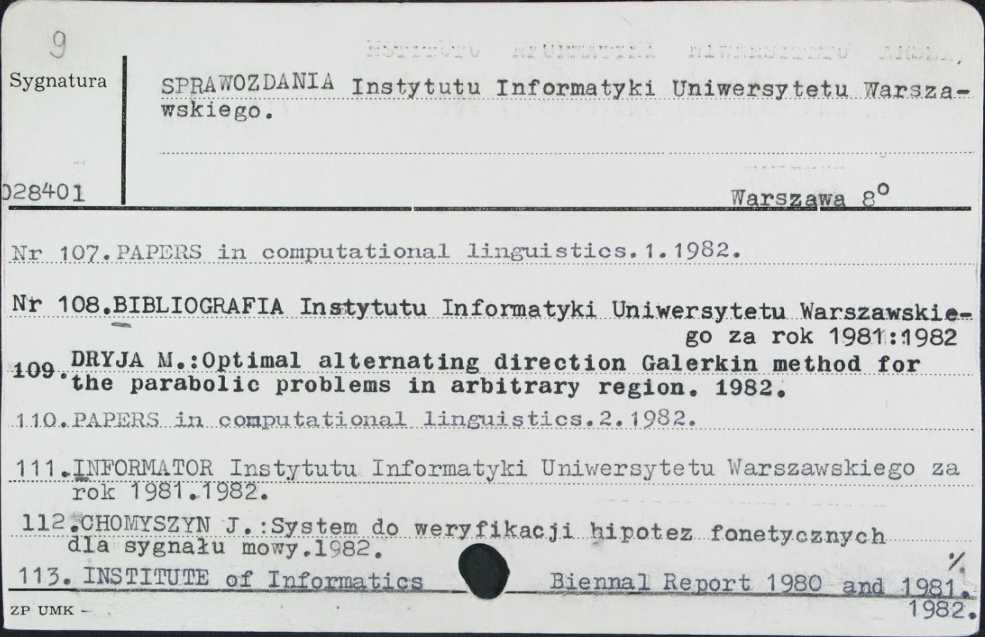 9
Sygnatura
SPRAWOZDANIA Instytutu Informatyki Uniwersytetu Warsza-
wskiego.
028401
Warszawa 8°
Nr 107.PAPERS in computational linguistics.1.1982.
Nr 108.BIBLIOGRAFIA Instytutu Informatyki Uniwersytetu Warszawskie-
go za rok 1981:1982
109.DRYJA M.:Optimal alternating direction Galerkin method for
the parabolic problems in arbitrary region. 1982.
110.PAPERS in computational linguistics.2.1982.
111.INFORMATOR Instytutu Informatyki Uniwersytetu Warszawskiego za
rok 1981.1982.
112.CHOMYSZYN J.:System do weryfikacji hipotez fonetycznych
dla sygnału mowy.1982.
113. INSTITUTE of Informatics Biennal Report 1980 and 1981.
%
ZP UMK –
1982.